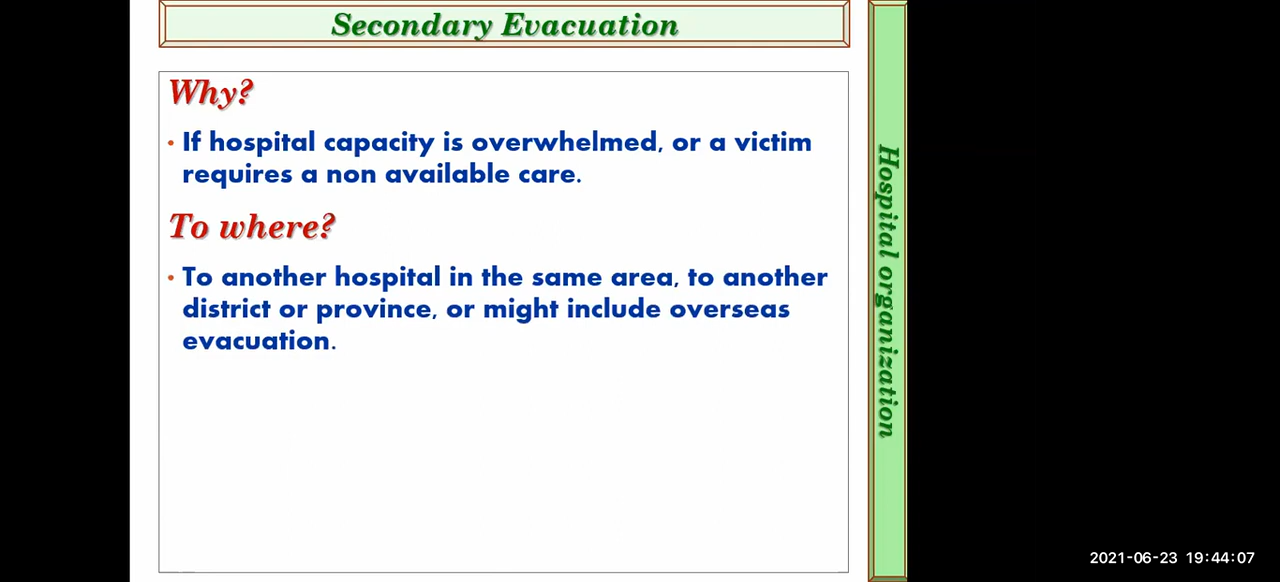 Secondary Evacuation
Why?
• If hospital capacity is overwhelmed, or a victim
requires a non available care.
To where?
• To another hospital in the same area, to another
district or province, or might include overseas
evacuation.
Hospital organization
2021-06-23 19:44:07